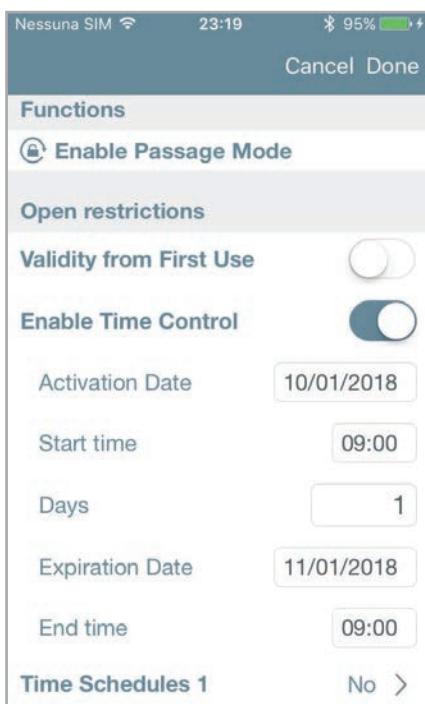 Nessuna SIM 23:19 95%
Cancel Done
Functions
Enable Passage Mode
Open restrictions
Validity from First Use
Enable Time Control
Activation Date 10/01/2018
Start time 09:00
Days 1
Expiration Date 11/01/2018
End time 09:00
Time Schedules 1 No